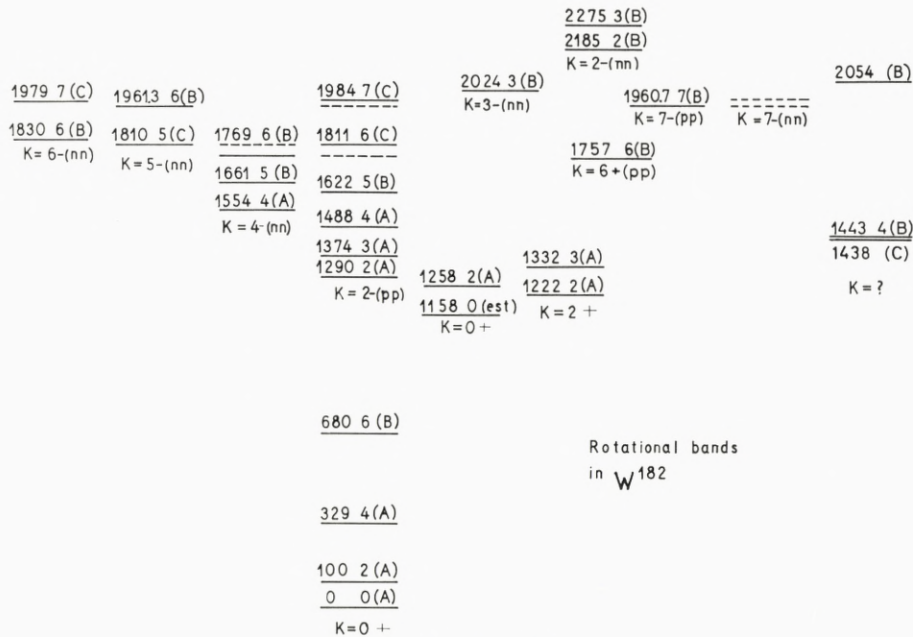 2275 3(B)
2185 2(B)
K=2-(nn)
2054 (B)
2024 3(B)
K=3-(nn)
1979 7(C)
1961.3 6(B)
1984 7(C)
1960.7 7(B)
K=7-(pp)
K=7-(nn)
1830 6(B)
K=6-(nn)
1810 5(C)
K=5-(nn)
1769 6(B)
1811 6(C)
1757 6(B)
K=6+(pp)
1661 5(B)
1622 5(B)
1554 4(A)
K=4-(nn)
1488 4(A)
1443 4(B)
1438 (C)
K=?
1374 3(A)
1290 2(A)
K=2-(pp)
1258 2(A)
1158 0(est)
K=0+
1332 3(A)
1222 2(A)
K=2+
680 6(B)
Rotational bands
in W182
329 4(A)
100 2(A)
0 0(A)
K=0+